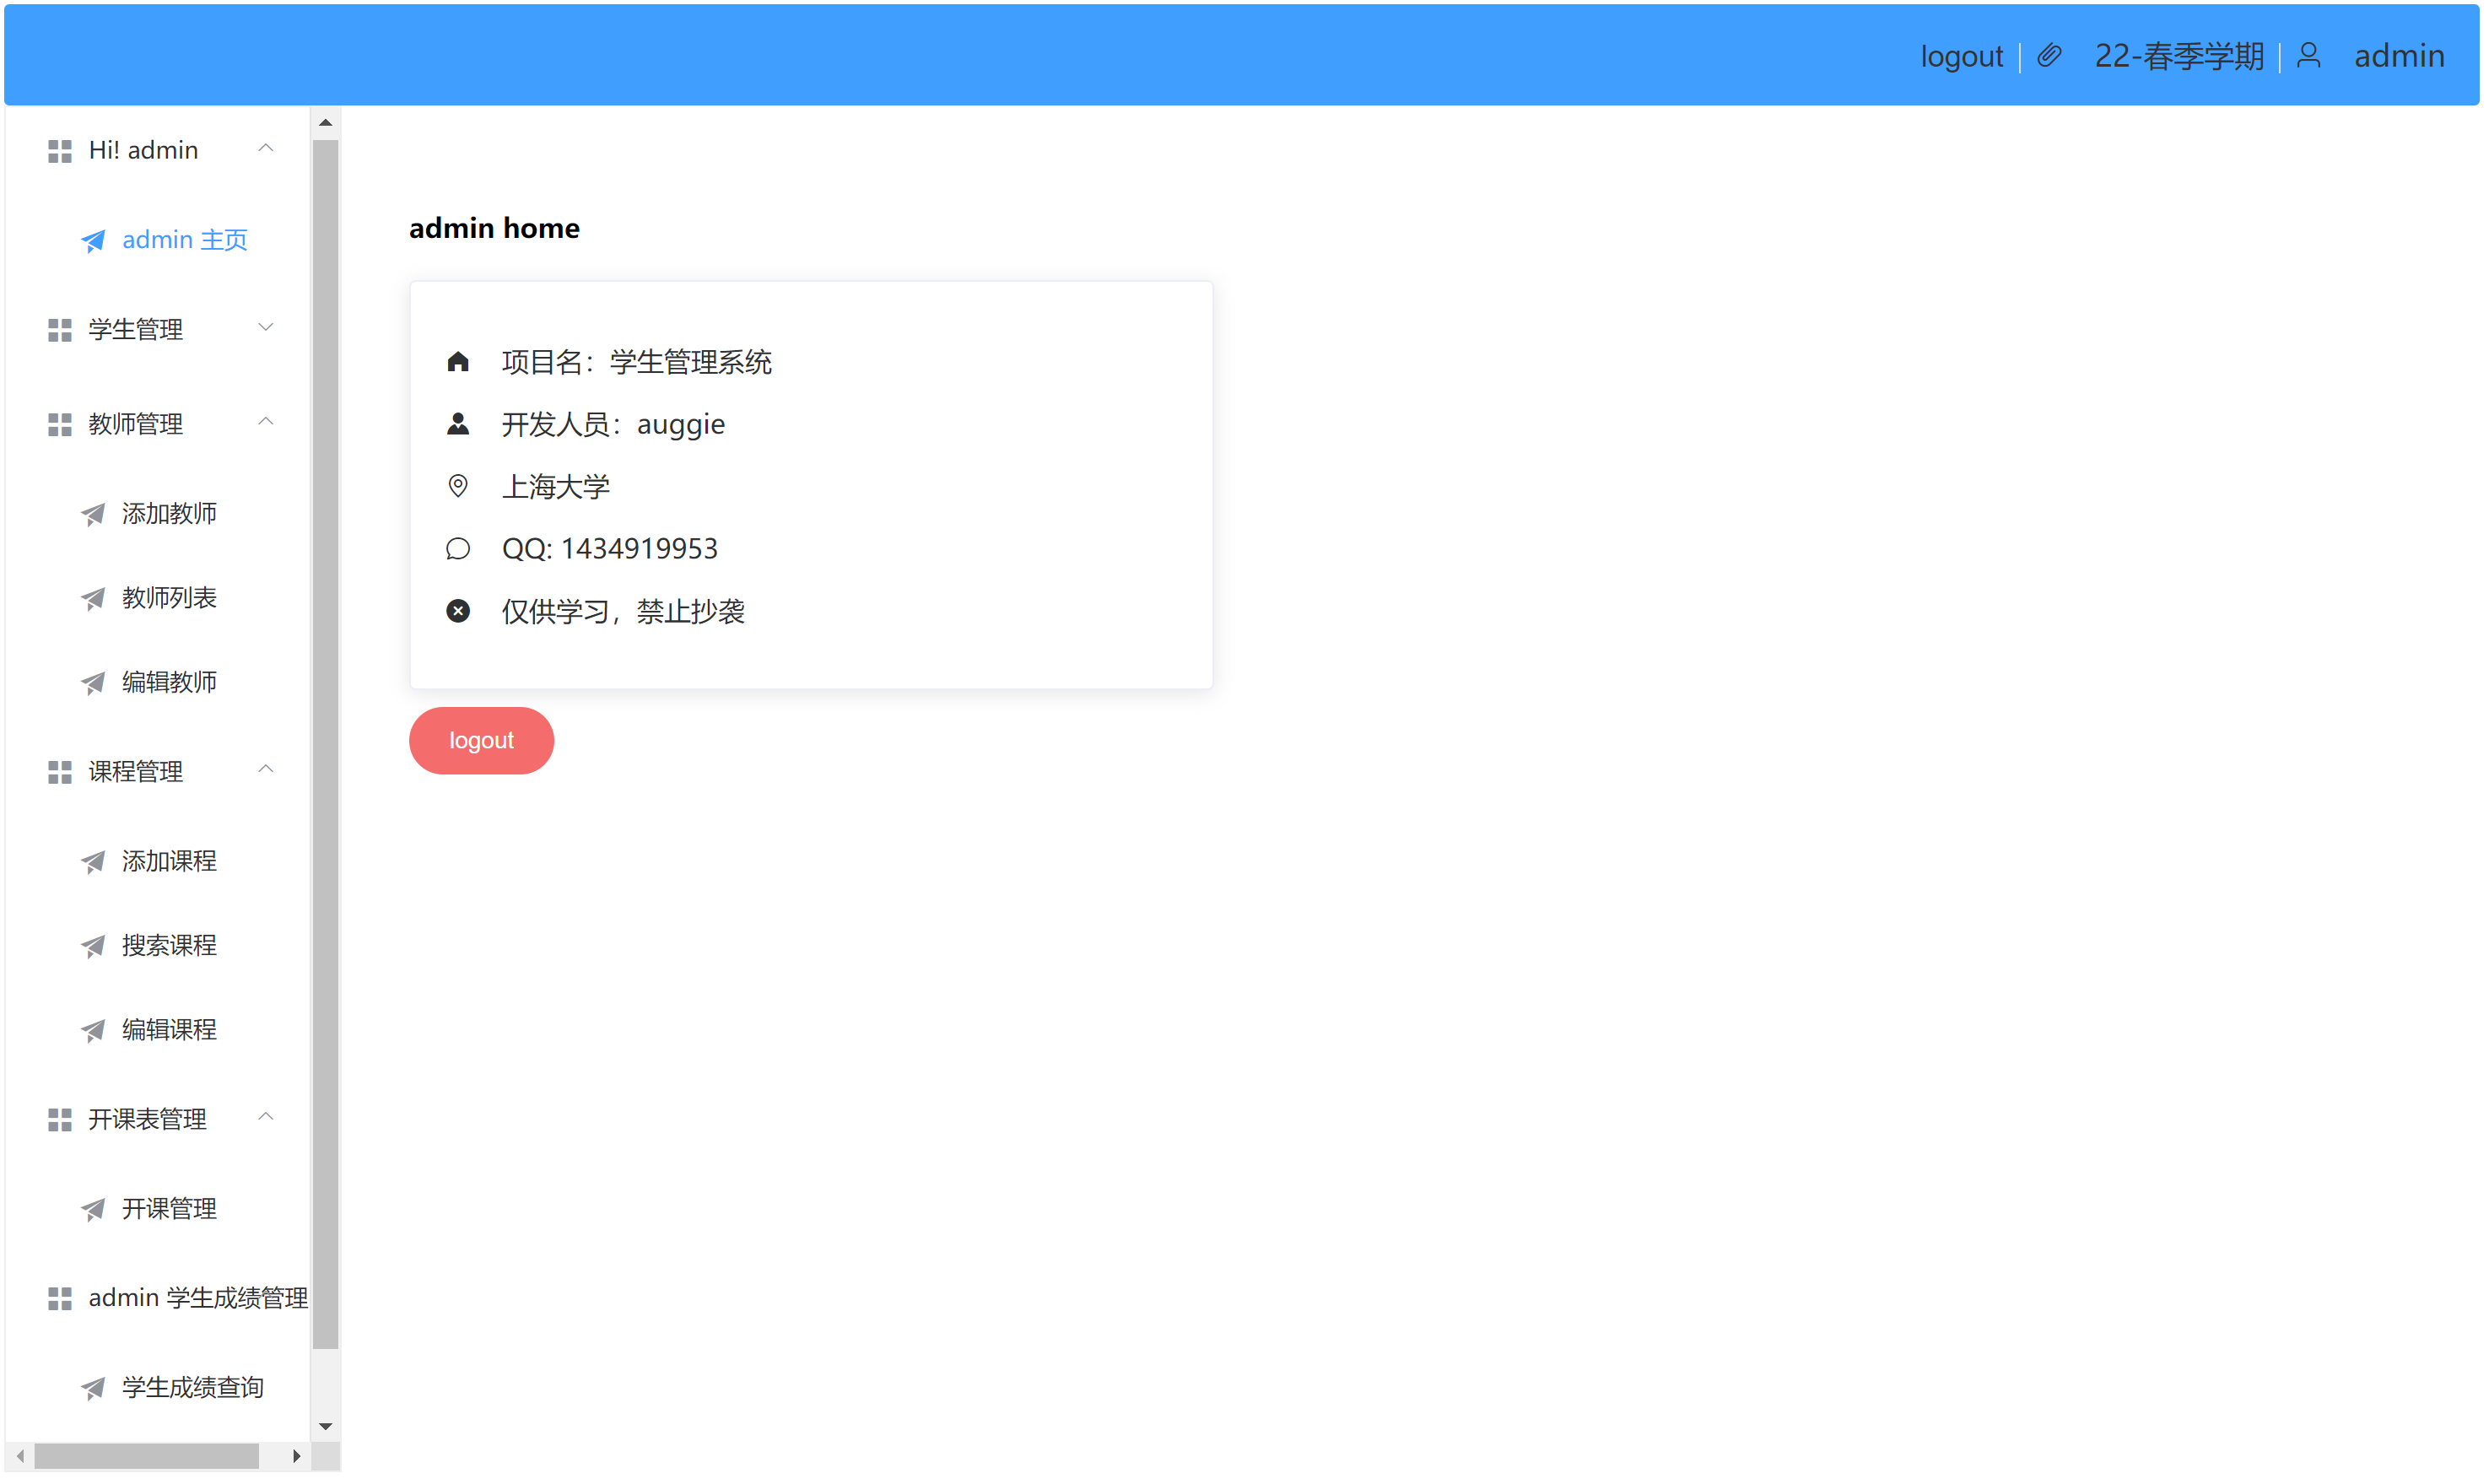 logout
22-春季学期
admin
Hi! admin
admin 主页
学生管理
教师管理
添加教师
教师列表
编辑教师
课程管理
添加课程
搜索课程
编辑课程
开课表管理
开课管理
admin 学生成绩管理
学生成绩查询
admin home
项目名：学生管理系统
开发人员：auggie
上海大学
QQ: 1434919953
仅供学习，禁止抄袭
logout